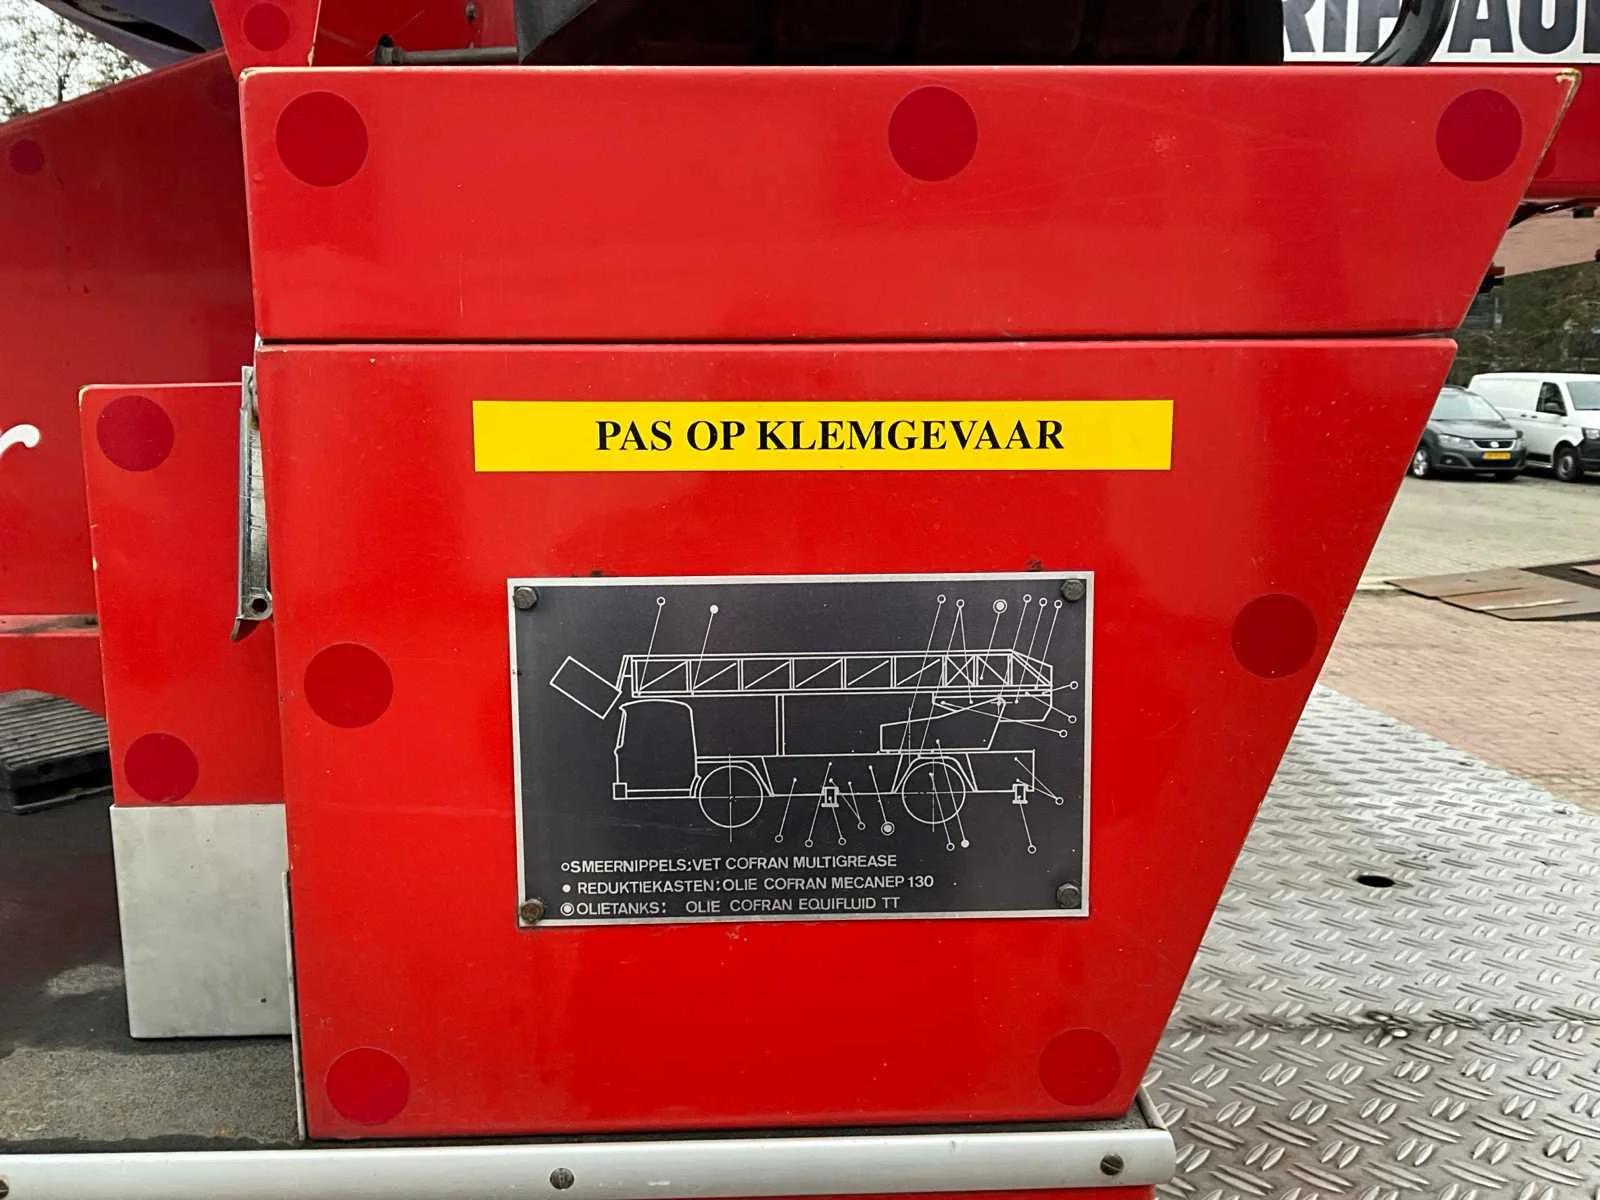 PAS OP KLEMGEVAAR
SMEERNIPPELS: VET COFRAN MULTIGREASE
REDUKTIEKASTEN: OLIE COFRAN MECANEP 130
OLIETANKS: OLIE COFRAN EQUIFLUID TT